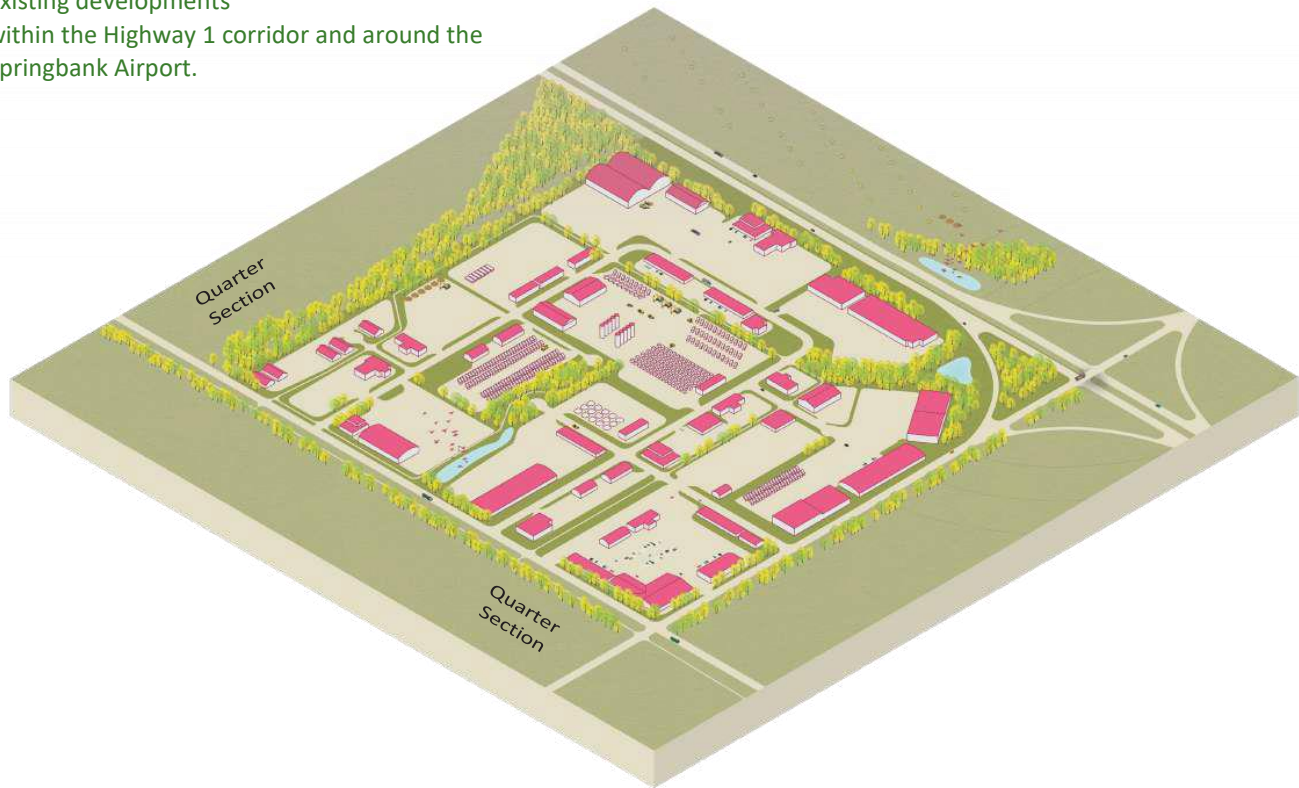 xisting developments
within the Highway 1 corridor and around the
pringbank Airport.
Quarter
Section
Quarter
Section